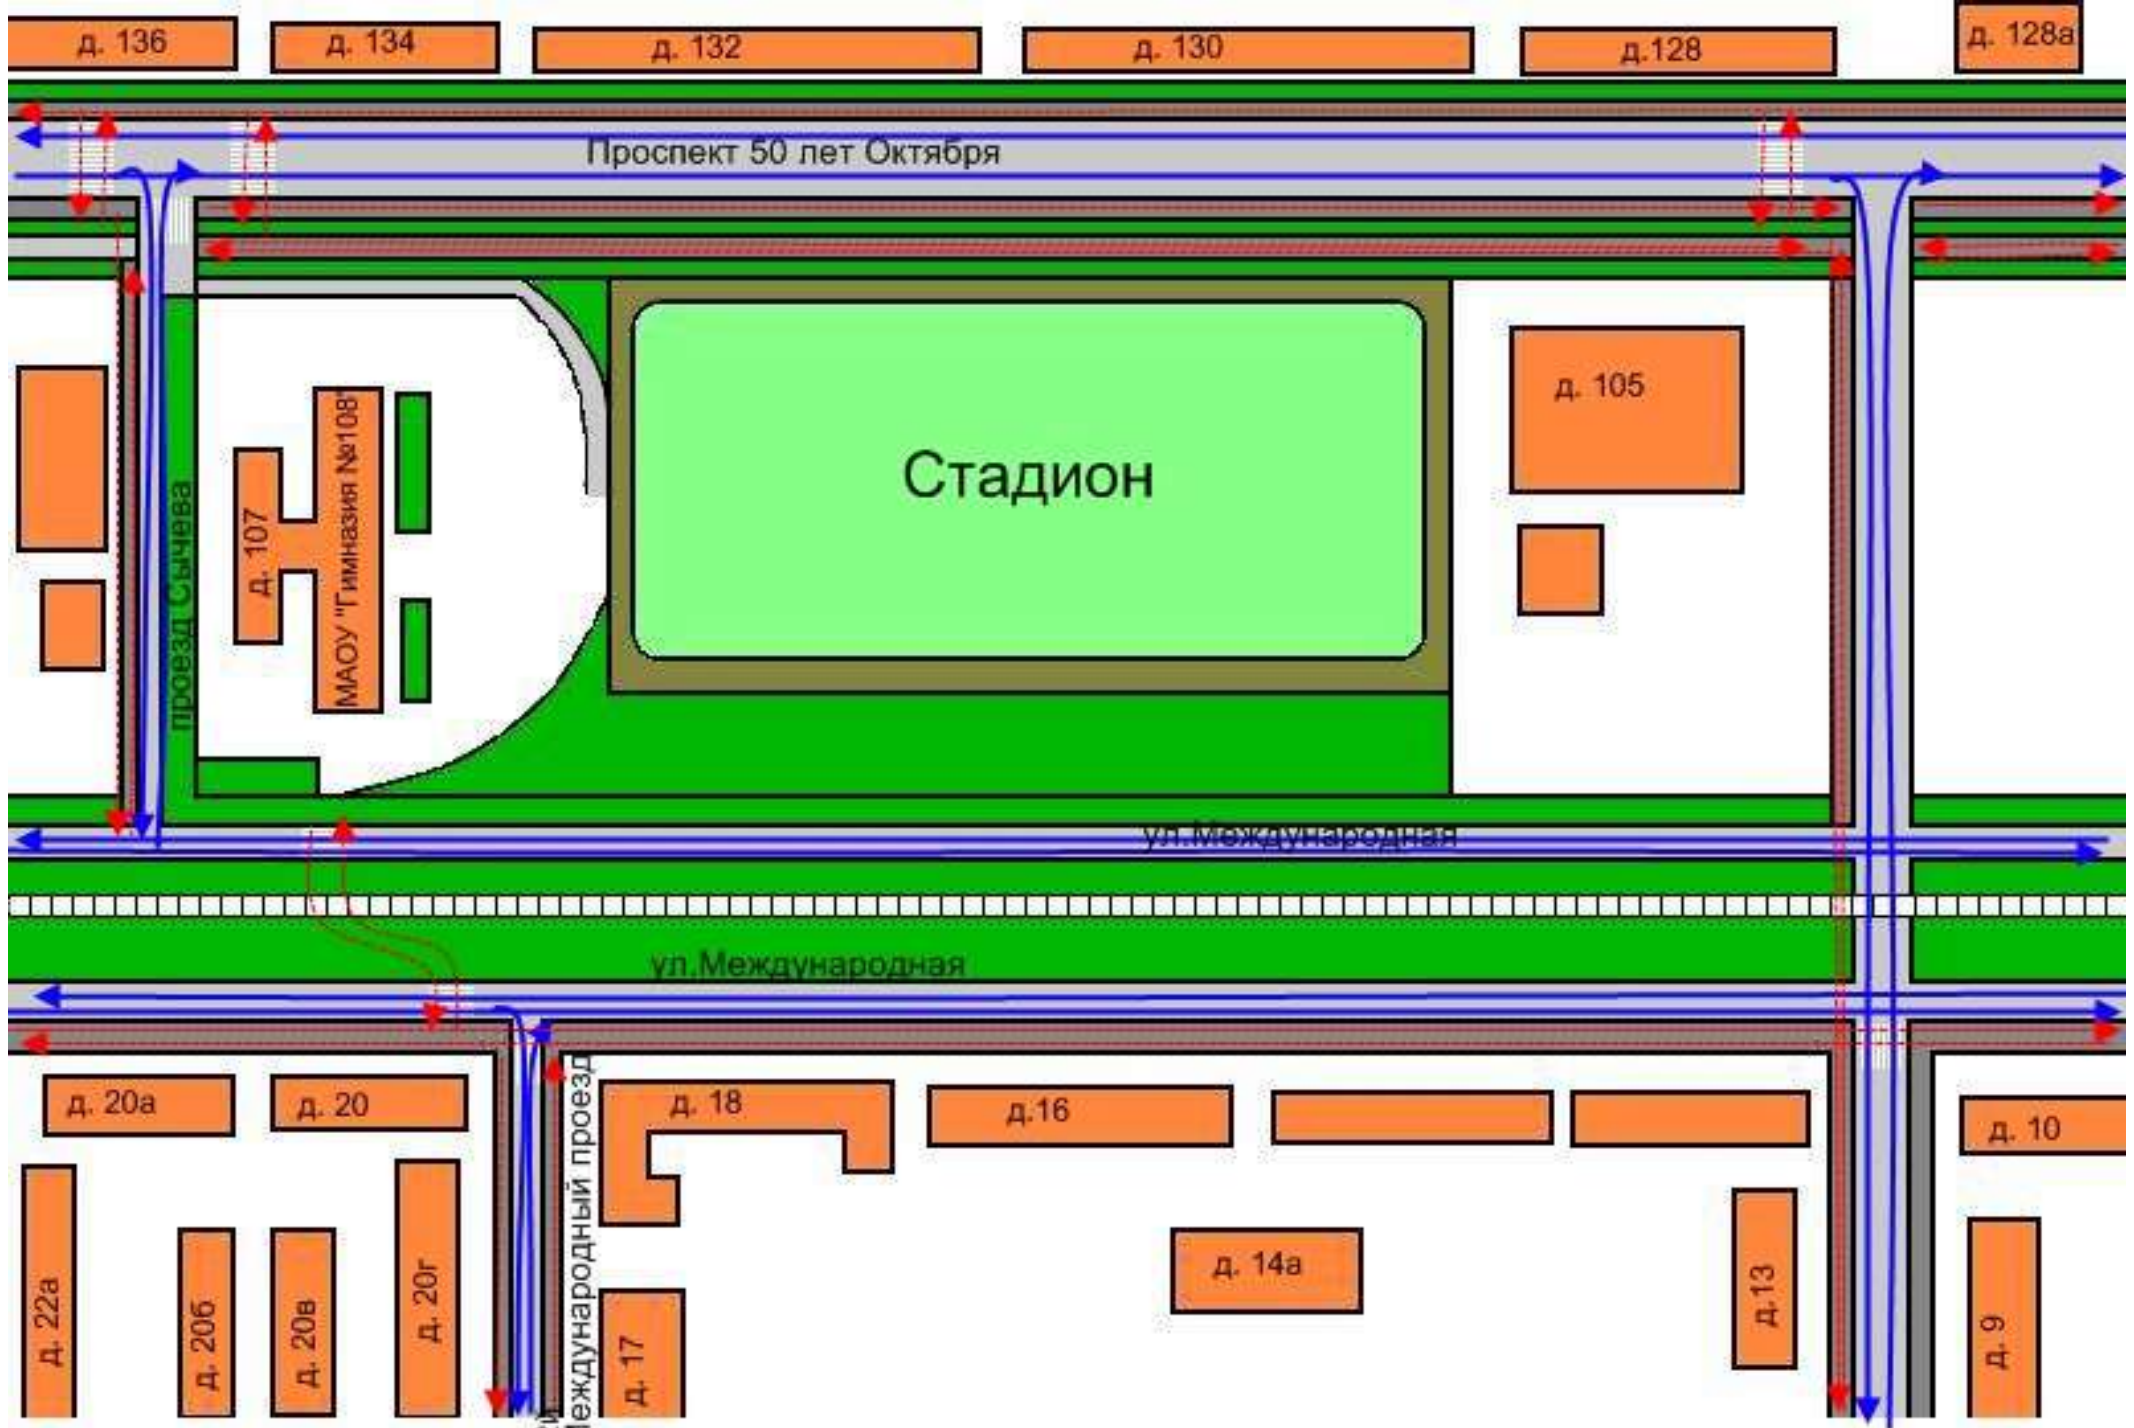 д. 136
д. 134
д. 132
д. 130
д.128
д. 128а
Проспект 50 лет Октября
д. 105
Стадион
проезд Сычева
д. 107
МАОУ "Гимназия №108"
ул.Международная
ул.Международная
д. 20а
д. 20
д. 18
д.16
д. 10
Международный проезд
д. 22а
д. 20б
д. 20в
д. 20г
д. 17
д. 14а
д.13
д. 9